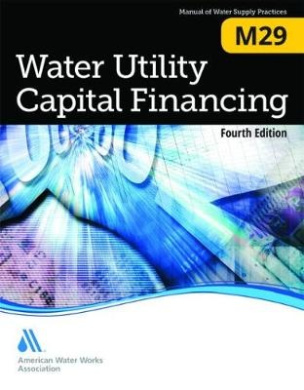 Manual of Water Supply Practices
M29
Water Utility
Capital Financing
Fourth Edition
American Water Works
Association